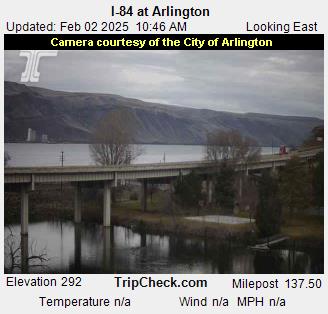 I-84 at Arlington
Updated: Feb 02 2025 10:46 AM Looking East
Camera courtesy of the City of Arlington
Elevation 292 TripCheck.com Milepost 137.50
Temperature n/a Wind n/a MPH n/a